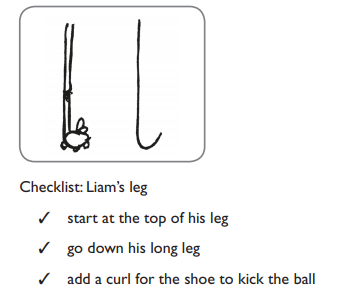 l
Checklist: Liam's leg
✓ start at the top of his leg
✓ go down his long leg
✓ add a curl for the shoe to kick the ball